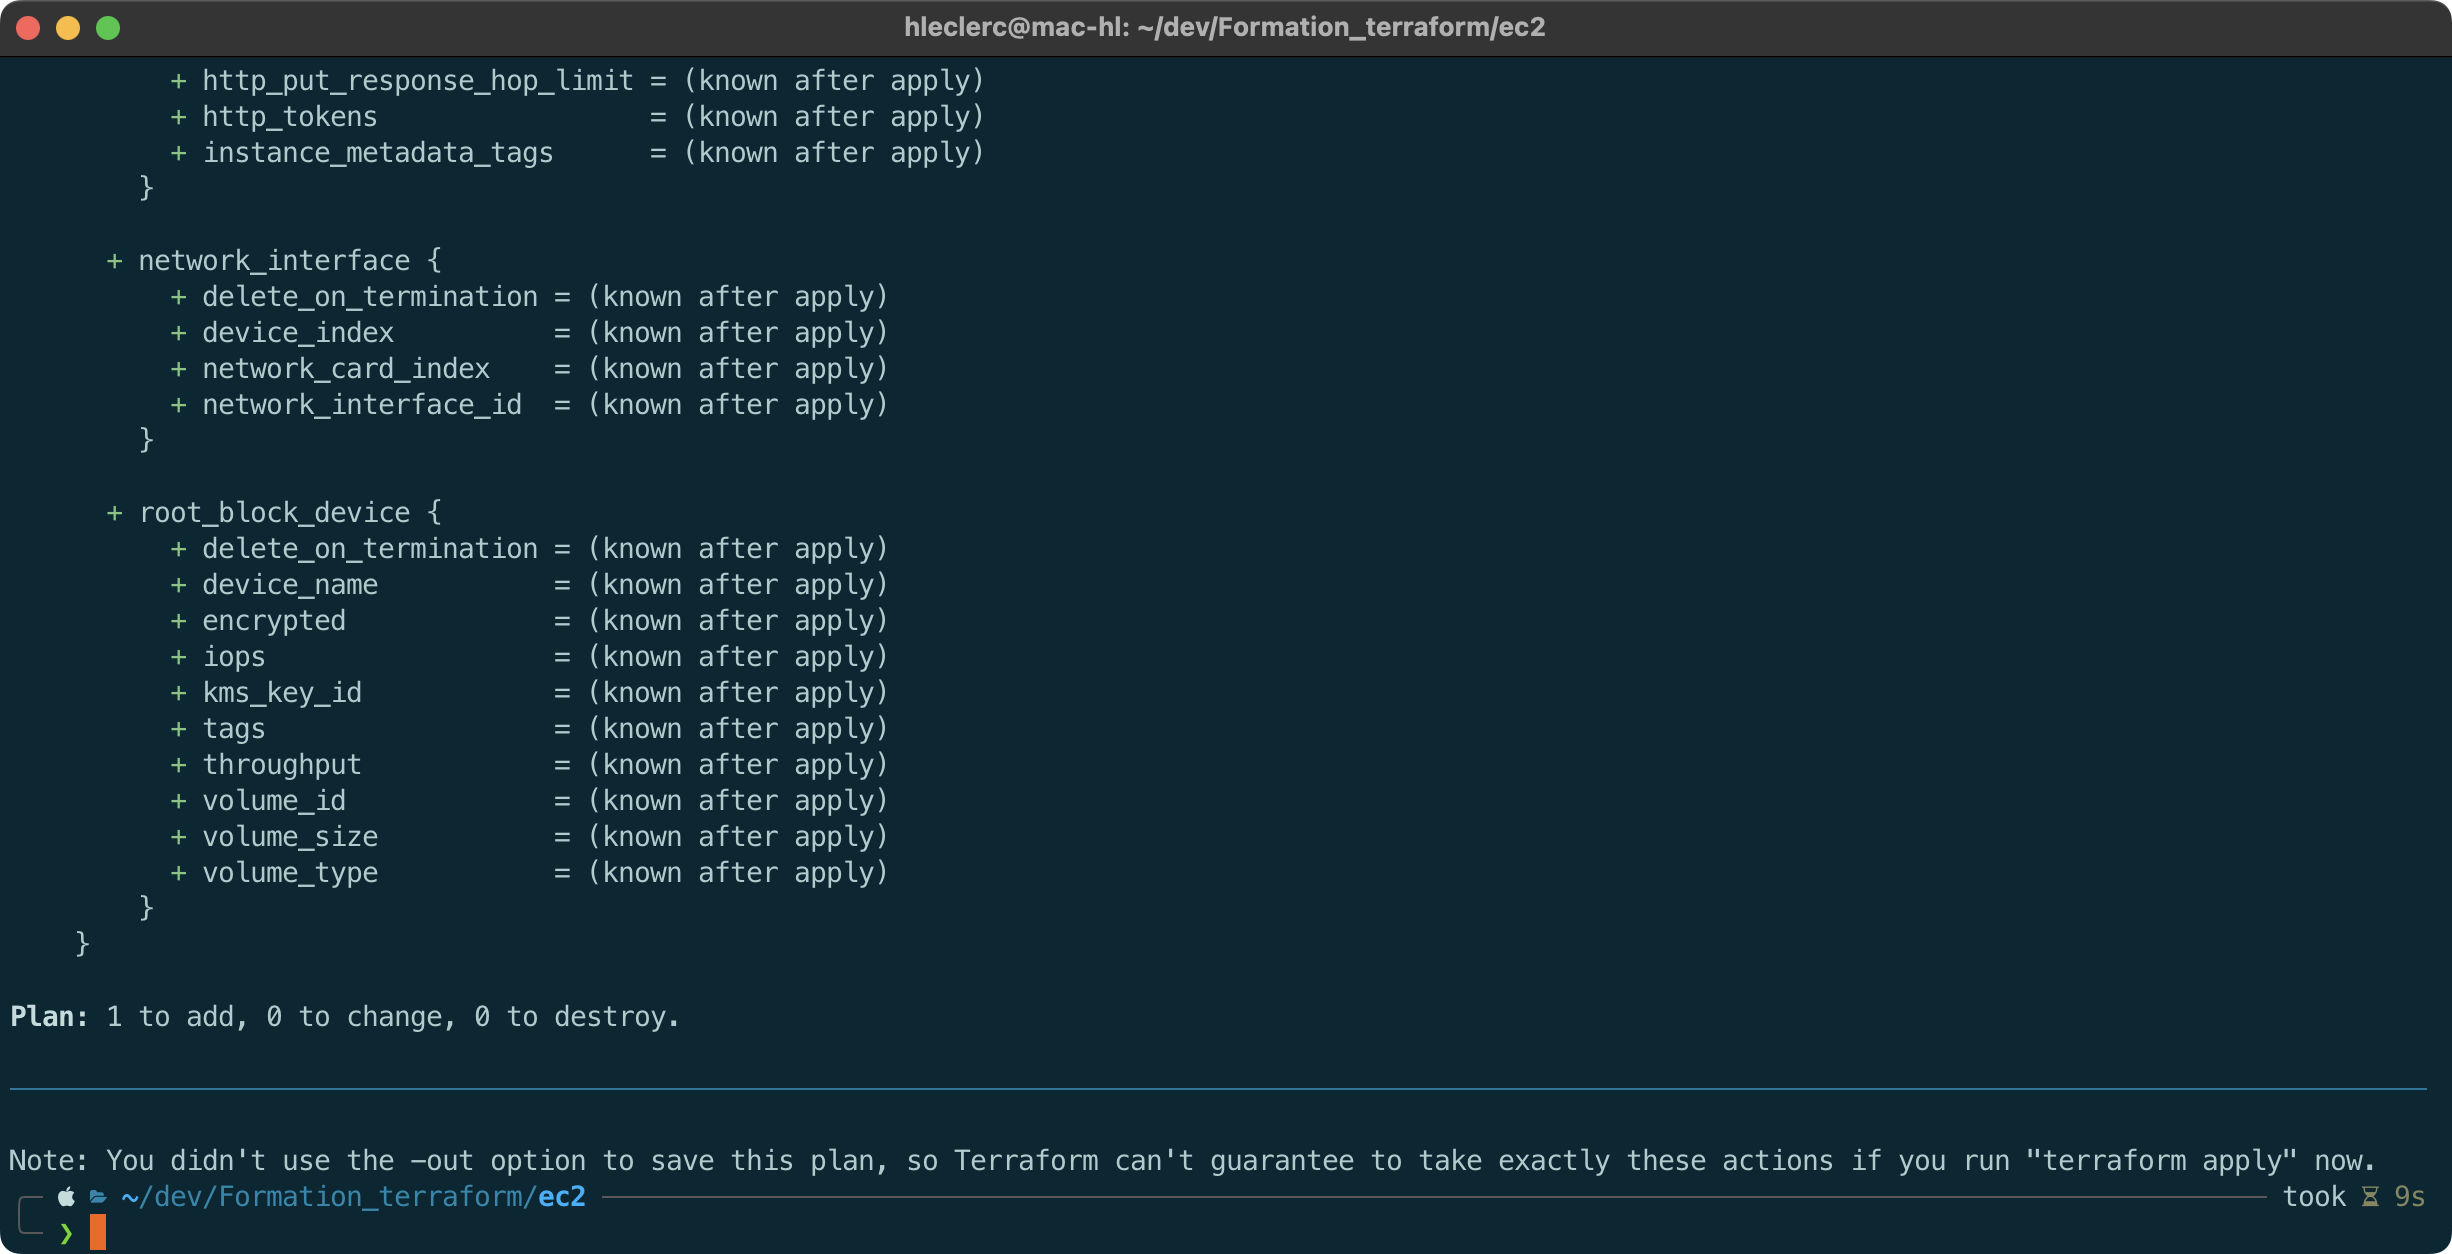 hleclerc@mac-hl: ~/dev/Formation_terraform/ec2
+ http_put_response_hop_limit = (known after apply)
+ http_tokens                 = (known after apply)
+ instance_metadata_tags      = (known after apply)
}
+ network_interface {
+ delete_on_termination = (known after apply)
+ device_index          = (known after apply)
+ network_card_index    = (known after apply)
+ network_interface_id  = (known after apply)
}
+ root_block_device {
+ delete_on_termination = (known after apply)
+ device_name           = (known after apply)
+ encrypted             = (known after apply)
+ iops                  = (known after apply)
+ kms_key_id            = (known after apply)
+ tags                  = (known after apply)
+ throughput            = (known after apply)
+ volume_id             = (known after apply)
+ volume_size           = (known after apply)
+ volume_type           = (known after apply)
}
}
Plan: 1 to add, 0 to change, 0 to destroy.
Note: You didn't use the -out option to save this plan, so Terraform can't guarantee to take exactly these actions if you run "terraform apply" now.
~/dev/Formation_terraform/ec2 took 9s
❯